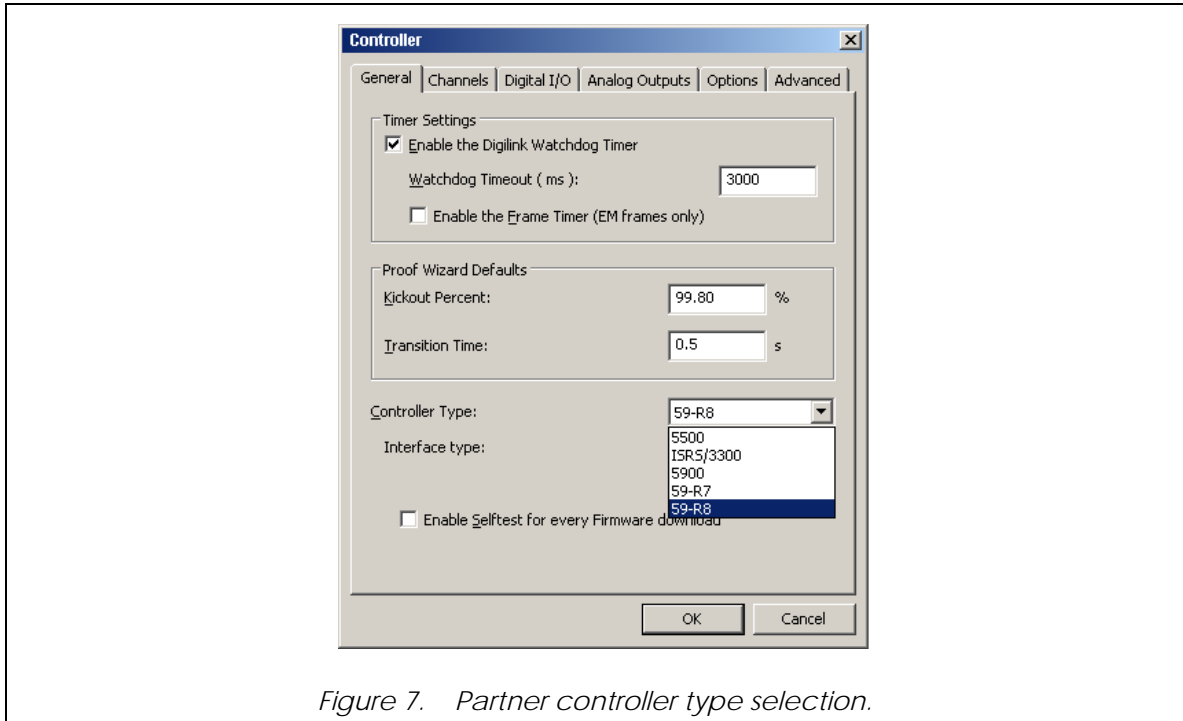 Controller
General Channels Digital I/O Analog Outputs Options Advanced
Timer Settings
Enable the Digilink Watchdog Timer
Watchdog Timeout ( ms ): 3000
Enable the Frame Timer (EM frames only)
Proof Wizard Defaults
Kickout Percent: 99.80 %
Transition Time: 0.5 s
Controller Type: 59-R8
5500
Interface type: ISRS/3300
5900
59-R7
59-R8
Enable Selftest for every Firmware download
OK Cancel
Figure 7. Partner controller type selection.